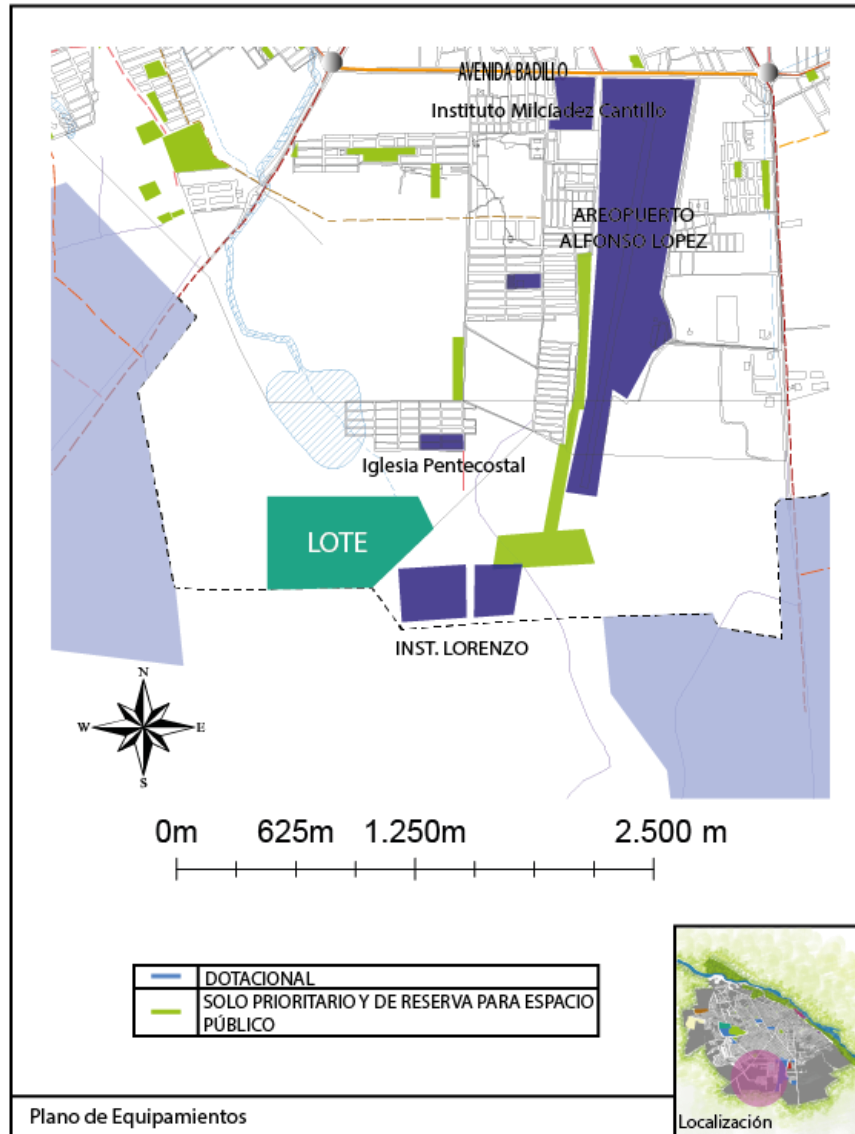 AVENIDA BADILLO
Instituto Milcíadez Cantillo
AREOPUERTO
ALFONSO LOPEZ
Iglesia Pentecostal
LOTE
INST. LORENZO
N
W E
S
0m 625m 1.250m 2.500 m
DOTACIONAL
SOLO PRIORITARIO Y DE RESERVA PARA ESPACIO
PÚBLICO
Plano de Equipamientos
Localización